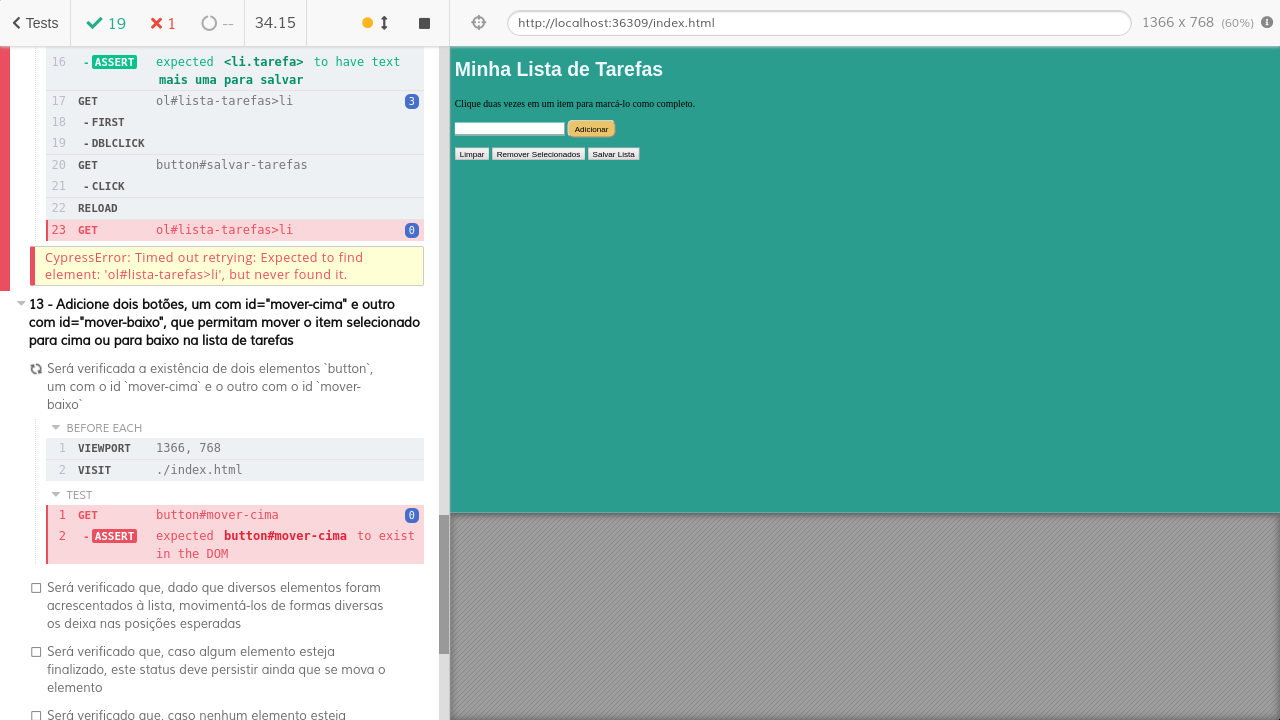 Tests
19
1
--
34.15
http://localhost:36309/index.html
1366 x 768 (60%)
16 - ASSERT expected <li.tarefa> to have text
mais uma para salvar
17 GET ol#lista-tarefas>li 3
18 - FIRST
19 - DBLCLICK
20 GET button#salvar-tarefas
21 - CLICK
22 RELOAD
23 GET ol#lista-tarefas>li 0
CypressError: Timed out retrying: Expected to find
element: 'ol#lista-tarefas>li', but never found it.
13 - Adicione dois botões, um com id="mover-cima" e outro
com id="mover-baixo", que permitam mover o item selecionado
para cima ou para baixo na lista de tarefas
Será verificada a existência de dois elementos `button`,
um com o id `mover-cima` e o outro com o id `mover-
baixo`
BEFORE EACH
1 VIEWPORT 1366, 768
2 VISIT ./index.html
TEST
1 GET button#mover-cima 0
2 - ASSERT expected button#mover-cima to exist
in the DOM
Será verificado que, dado que diversos elementos foram
acrescentados à lista, movimentá-los de formas diversas
os deixa nas posições esperadas
Será verificado que, caso algum elemento esteja
finalizado, este status deve persistir ainda que se mova o
elemento
Será verificado que, caso nenhum elemento esteja
Minha Lista de Tarefas
Clique duas vezes em um item para marcá-lo como completo.
Adicionar
Limpar Remover Selecionados Salvar Lista